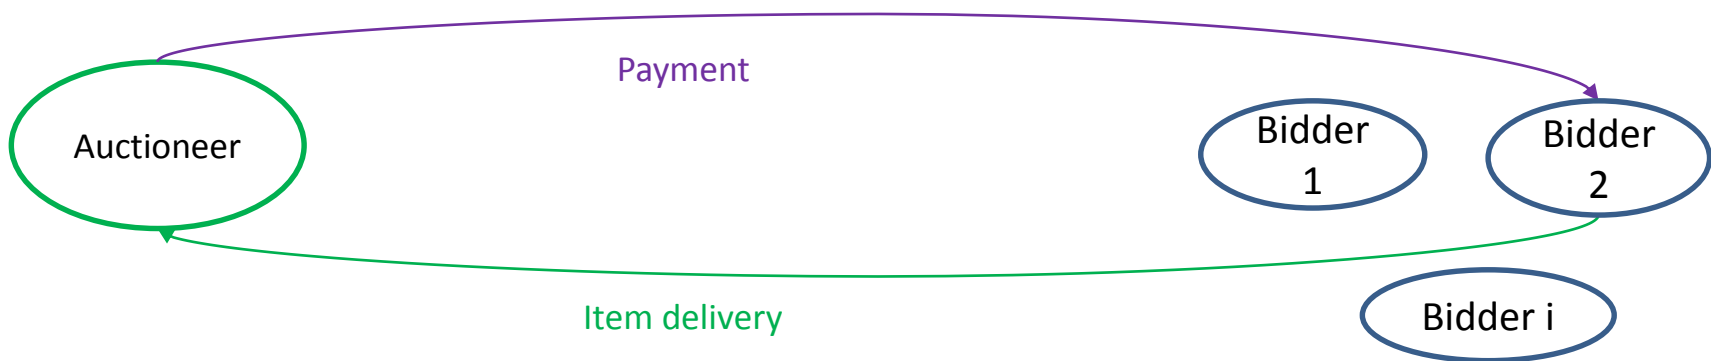 Payment
Auctioneer
Bidder
1
Bidder
2
Item delivery
Bidder i